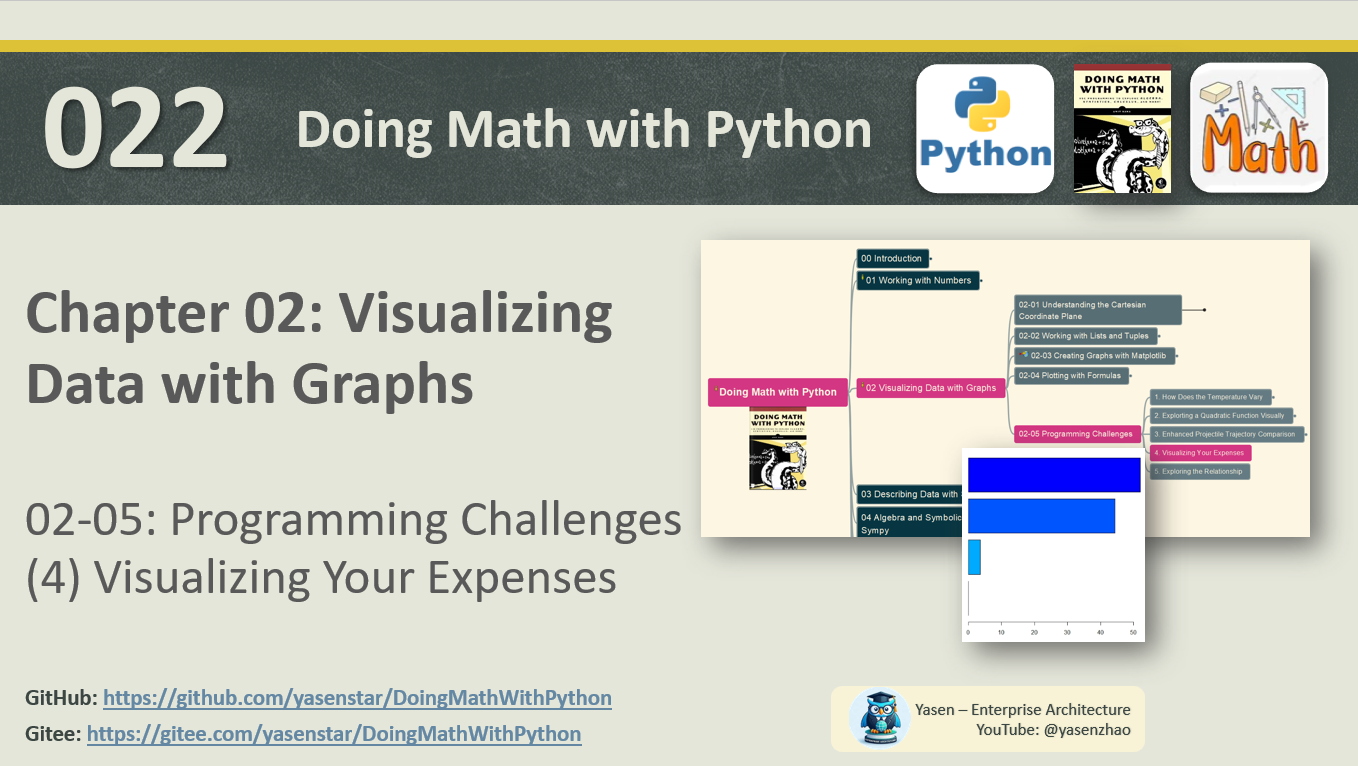 022
Doing Math with Python
Python
DOING MATH
WITH PYTHON
Math
Chapter 02: Visualizing
Data with Graphs
02-05: Programming Challenges
(4) Visualizing Your Expenses
00 Introduction
01 Working with Numbers
02-01 Understanding the Cartesian
Coordinate Plane
02-02 Working with Lists and Tuples
02-03 Creating Graphs with Matplotlib
02-04 Plotting with Formulas
Doing Math with Python
02 Visualizing Data with Graphs
DOING MATH
WITH PYTHON
02-05 Programming Challenges
1. How Does the Temperature Vary
2. Exploring a Quadratic Function Visually
3. Enhanced Projectile Trajectory Comparison
4. Visualizing Your Expenses
5. Exploring the Relationship
03 Describing Data with
04 Algebra and Symbolic
Sympy
0 10 20 30 40 50
GitHub: https://github.com/yasenstar/DoingMathWithPython
Gitee: https://gitee.com/yasenstar/DoingMathWithPython
Yasen – Enterprise Architecture
YouTube: @yasenzhao